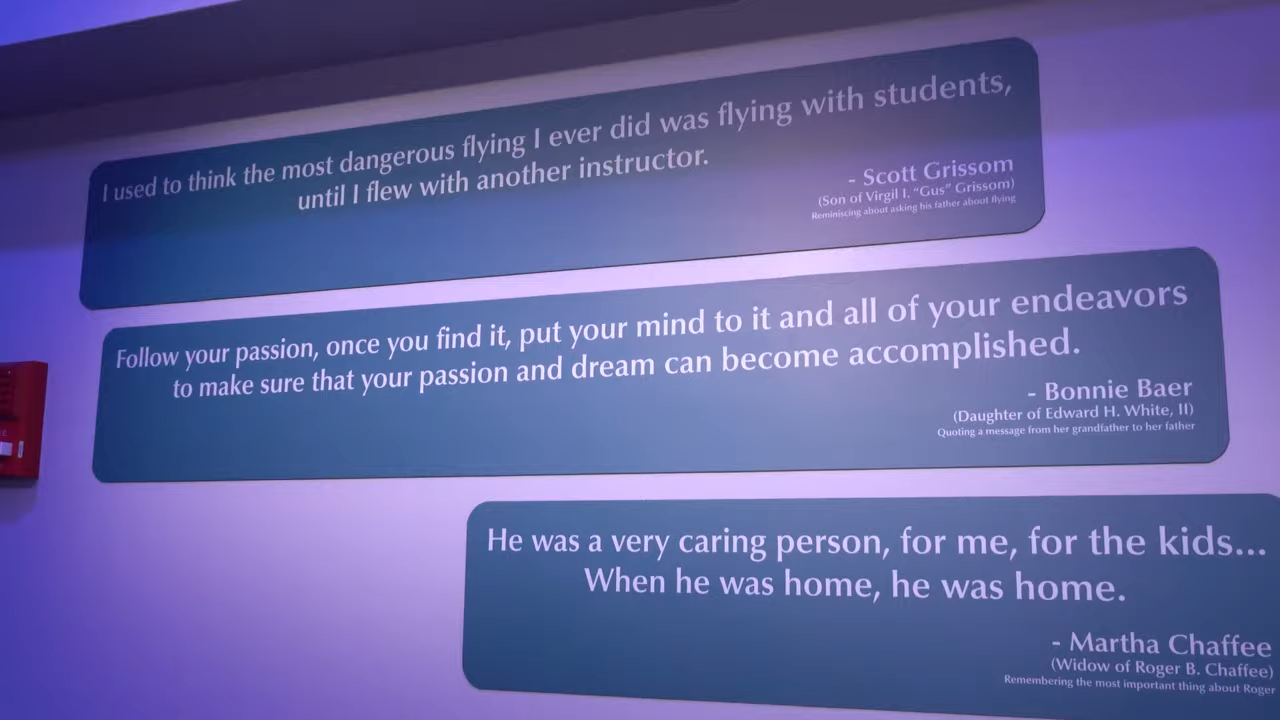 I used to think the most dangerous flying I ever did was flying with students,
until I flew with another instructor.
- Scott Grissom
(Son of Virgil I. "Gus" Grissom)
Reminiscing about asking his father about flying
Follow your passion, once you find it, put your mind to it and all of your endeavors
to make sure that your passion and dream can become accomplished.
- Bonnie Baer
(Daughter of Edward H. White, II)
Quoting a message from her grandfather to her father
He was a very caring person, for me, for the kids...
When he was home, he was home.
- Martha Chaffee
(Widow of Roger B. Chaffee)
Remembering the most important thing about Roger